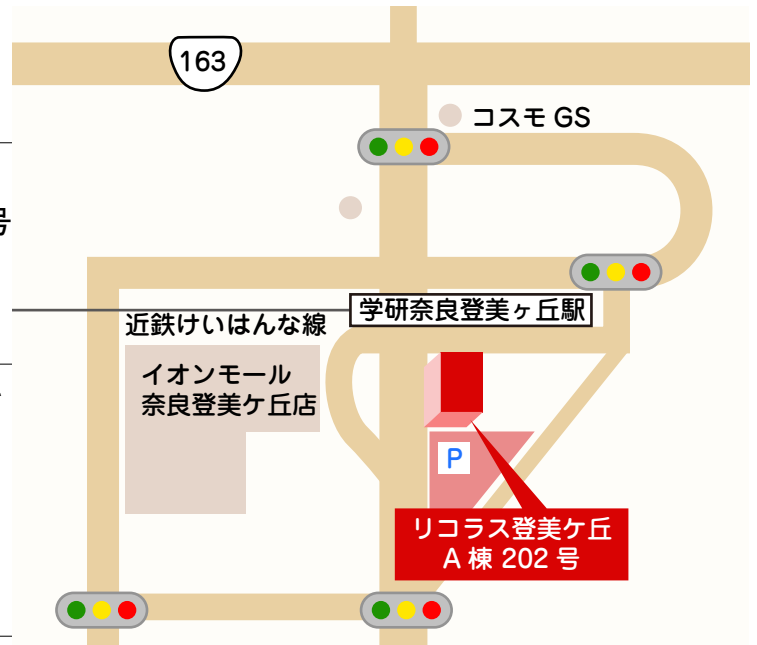 163
コスモ GS
号
学研奈良登美ヶ丘駅
近鉄けいはんな線
イオンモール
奈良登美ケ丘店
P
リコラス登美ケ丘
A 棟 202 号